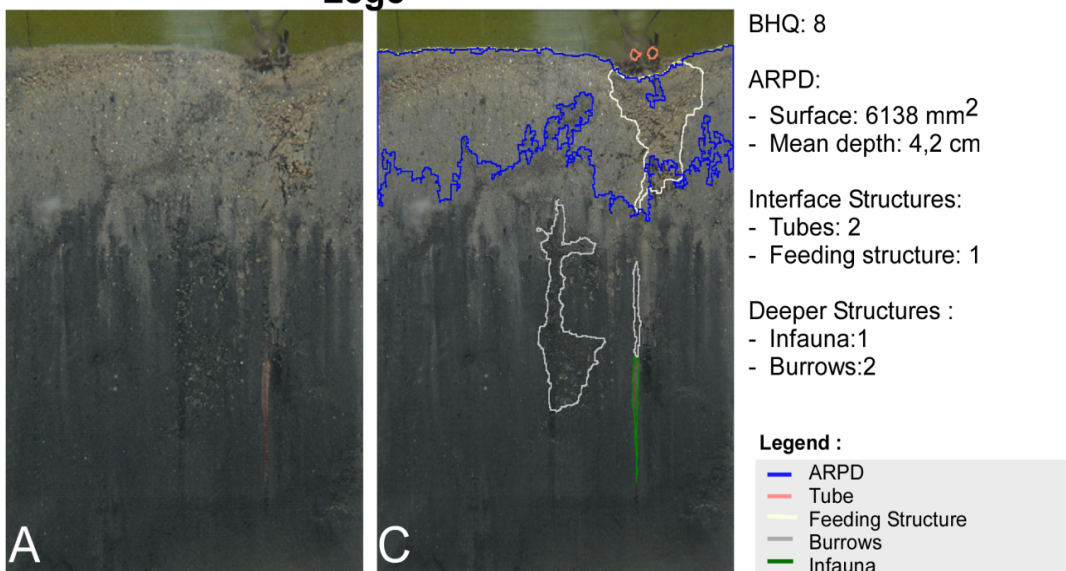 BHQ: 8
ARPD:
- Surface: 6138 mm2
- Mean depth: 4,2 cm
Interface Structures:
- Tubes: 2
- Feeding structure: 1
Deeper Structures :
- Infauna:1
- Burrows:2
Legend :
ARPD
Tube
Feeding Structure
Burrows
Infauna
A
C